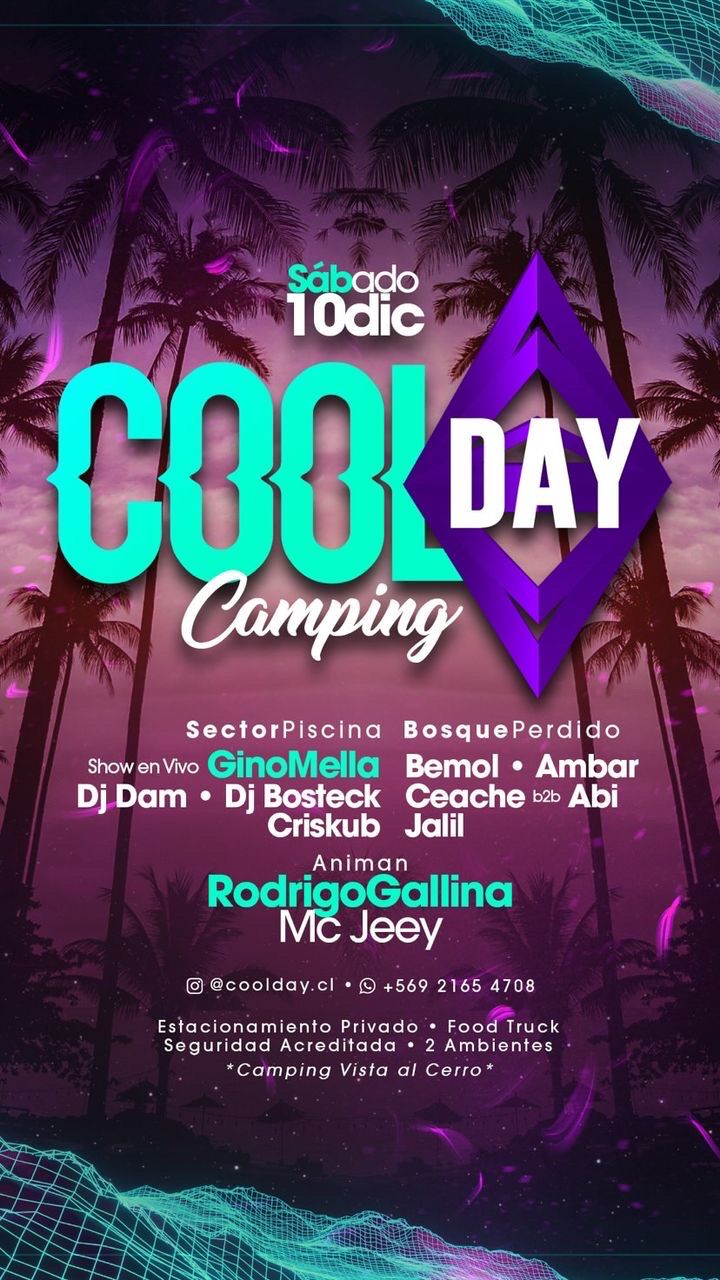 Sábado
10dic
COOL DAY
Camping
SectorPiscina
Show en Vivo GinoMella
Dj Dam • Dj Bosteck
Criskub
BosquePerdido
Bemol • Ambar
Ceache b2b Abi
Jalil
Animan
RodrigoGallina
Mc Jeey
@coolday.cl • +569 2165 4708
Estacionamiento Privado • Food Truck
Seguridad Acreditada • 2 Ambientes
*Camping Vista al Cerro*